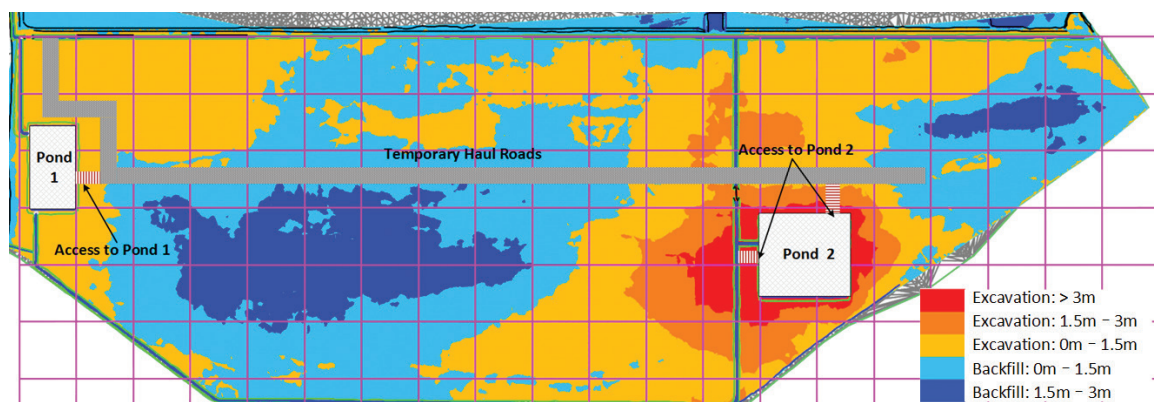 Pond
1
Temporary Haul Roads
Access to Pond 2
Access to Pond 1
Pond 2
Excavation: > 3m
Excavation: 1.5m – 3m
Excavation: 0m – 1.5m
Backfill: 0m – 1.5m
Backfill: 1.5m – 3m